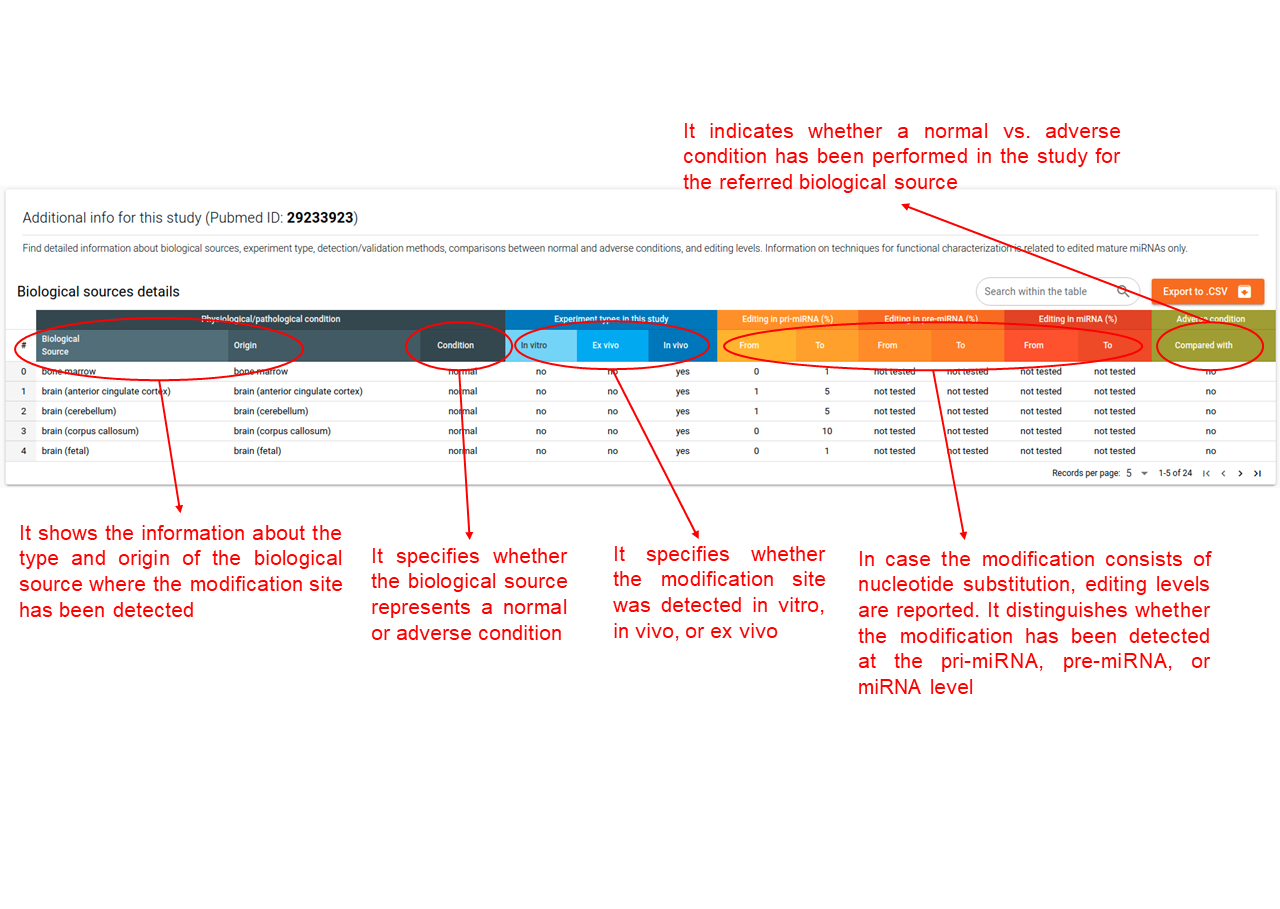 It indicates whether a normal vs. adverse
condition has been performed in the study for
the referred biological source
Additional info for this study (Pubmed ID: 29233923)
Find detailed information about biological sources, experiment type, detection/validation methods, comparisons between normal and adverse conditions, and editing levels. Information on techniques for functional characterization is related to edited mature miRNAs only.
Biological sources details
Search within the table
Export to .CSV
Physiological/pathological condition Experiment types in this study Editing in pri-miRNA (%) Editing in pre-miRNA (%) Editing in miRNA (%) Adverse condition
# Biological Source Origin Condition In vitro Ex vivo In vivo From To From To From To Compared with
0 bone marrow bone marrow normal no no yes 0 1 not tested not tested not tested not tested no
1 brain (anterior cingulate cortex) brain (anterior cingulate cortex) normal no no yes 1 5 not tested not tested not tested not tested no
2 brain (cerebellum) brain (cerebellum) normal no no yes 1 5 not tested not tested not tested not tested no
3 brain (corpus callosum) brain (corpus callosum) normal no no yes 0 10 not tested not tested not tested not tested no
4 brain (fetal) brain (fetal) normal no no yes 0 1 not tested not tested not tested not tested no
Records per page: 5 1-5 of 24
It shows the information about the
type and origin of the biological
source where the modification site
has been detected
It specifies whether
the biological source
represents a normal
or adverse condition
It specifies whether
the modification site
was detected in vitro,
in vivo, or ex vivo
In case the modification consists of
nucleotide substitution, editing levels
are reported. It distinguishes whether
the modification has been detected
at the pri-miRNA, pre-miRNA, or
miRNA level